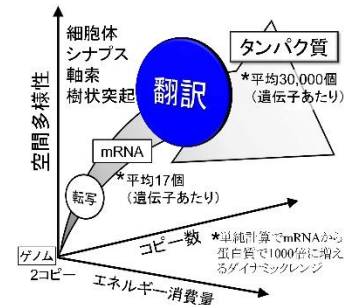 細胞体
シナプス
軸索
樹状突起
空間多様性
翻訳
タンパク質
*平均30,000個
(遺伝子あたり)
mRNA
*平均17個
(遺伝子あたり)
転写
コピー数
ゲノム
2コピー
エネルギー消費量
*単純計算でmRNAから
蛋白質で1000倍に増え
るダイナミックレンジ